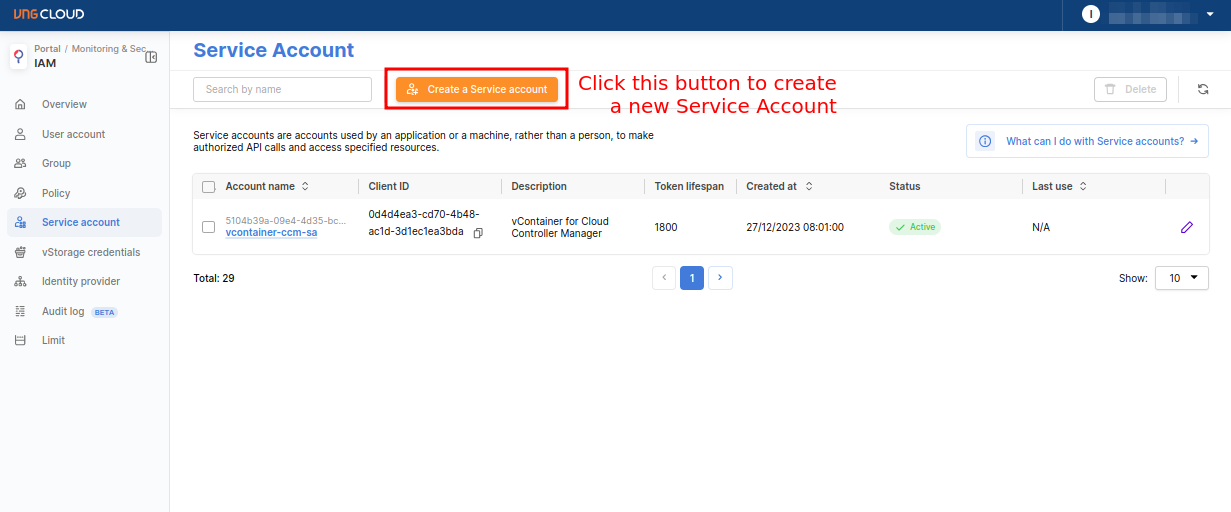 VNG CLOUD
I
Portal / Monitoring & Sec...
IAM
Overview
User account
Group
Policy
Service account
vStorage credentials
Identity provider
Audit log BETA
Limit
Service Account
Search by name
Create a Service account
Click this button to create
a new Service Account
Delete
Service accounts are accounts used by an application or a machine, rather than a person, to make
authorized API calls and access specified resources.
What can I do with Service accounts? →
Account name Client ID Description Token lifespan Created at Status Last use
5104b39a-09e4-4d35-bc...
vcontainer-ccm-sa
0d4d4ea3-cd70-4b48-
ac1d-3d1ec1ea3bda
vContainer for Cloud
Controller Manager
1800
27/12/2023 08:01:00
Active
N/A
Total: 29
< 1 >
Show: 10